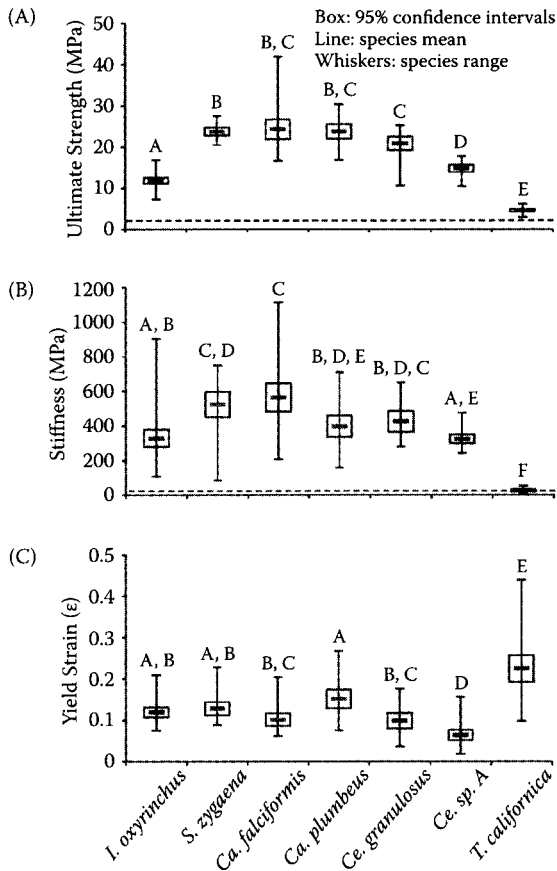 (A)
Box: 95% confidence intervals
Line: species mean
Whiskers: species range
Ultimate Strength (MPa)
50
40
30
20
10
0
A
B
B, C
B, C
C
D
E
(B)
Stiffness (MPa)
1200
1000
800
600
400
200
0
A, B
C, D
C
B, D, E
B, D, C
A, E
F
(C)
Yield Strain (ε)
0.5
0.4
0.3
0.2
0.1
0
A, B
A, B
B, C
A
B, C
D
E
I. oxyrinchus
S. zygaena
Ca. falciformis
Ca. plumbeus
Ce. granulosus
Ce. sp. A
T. californica